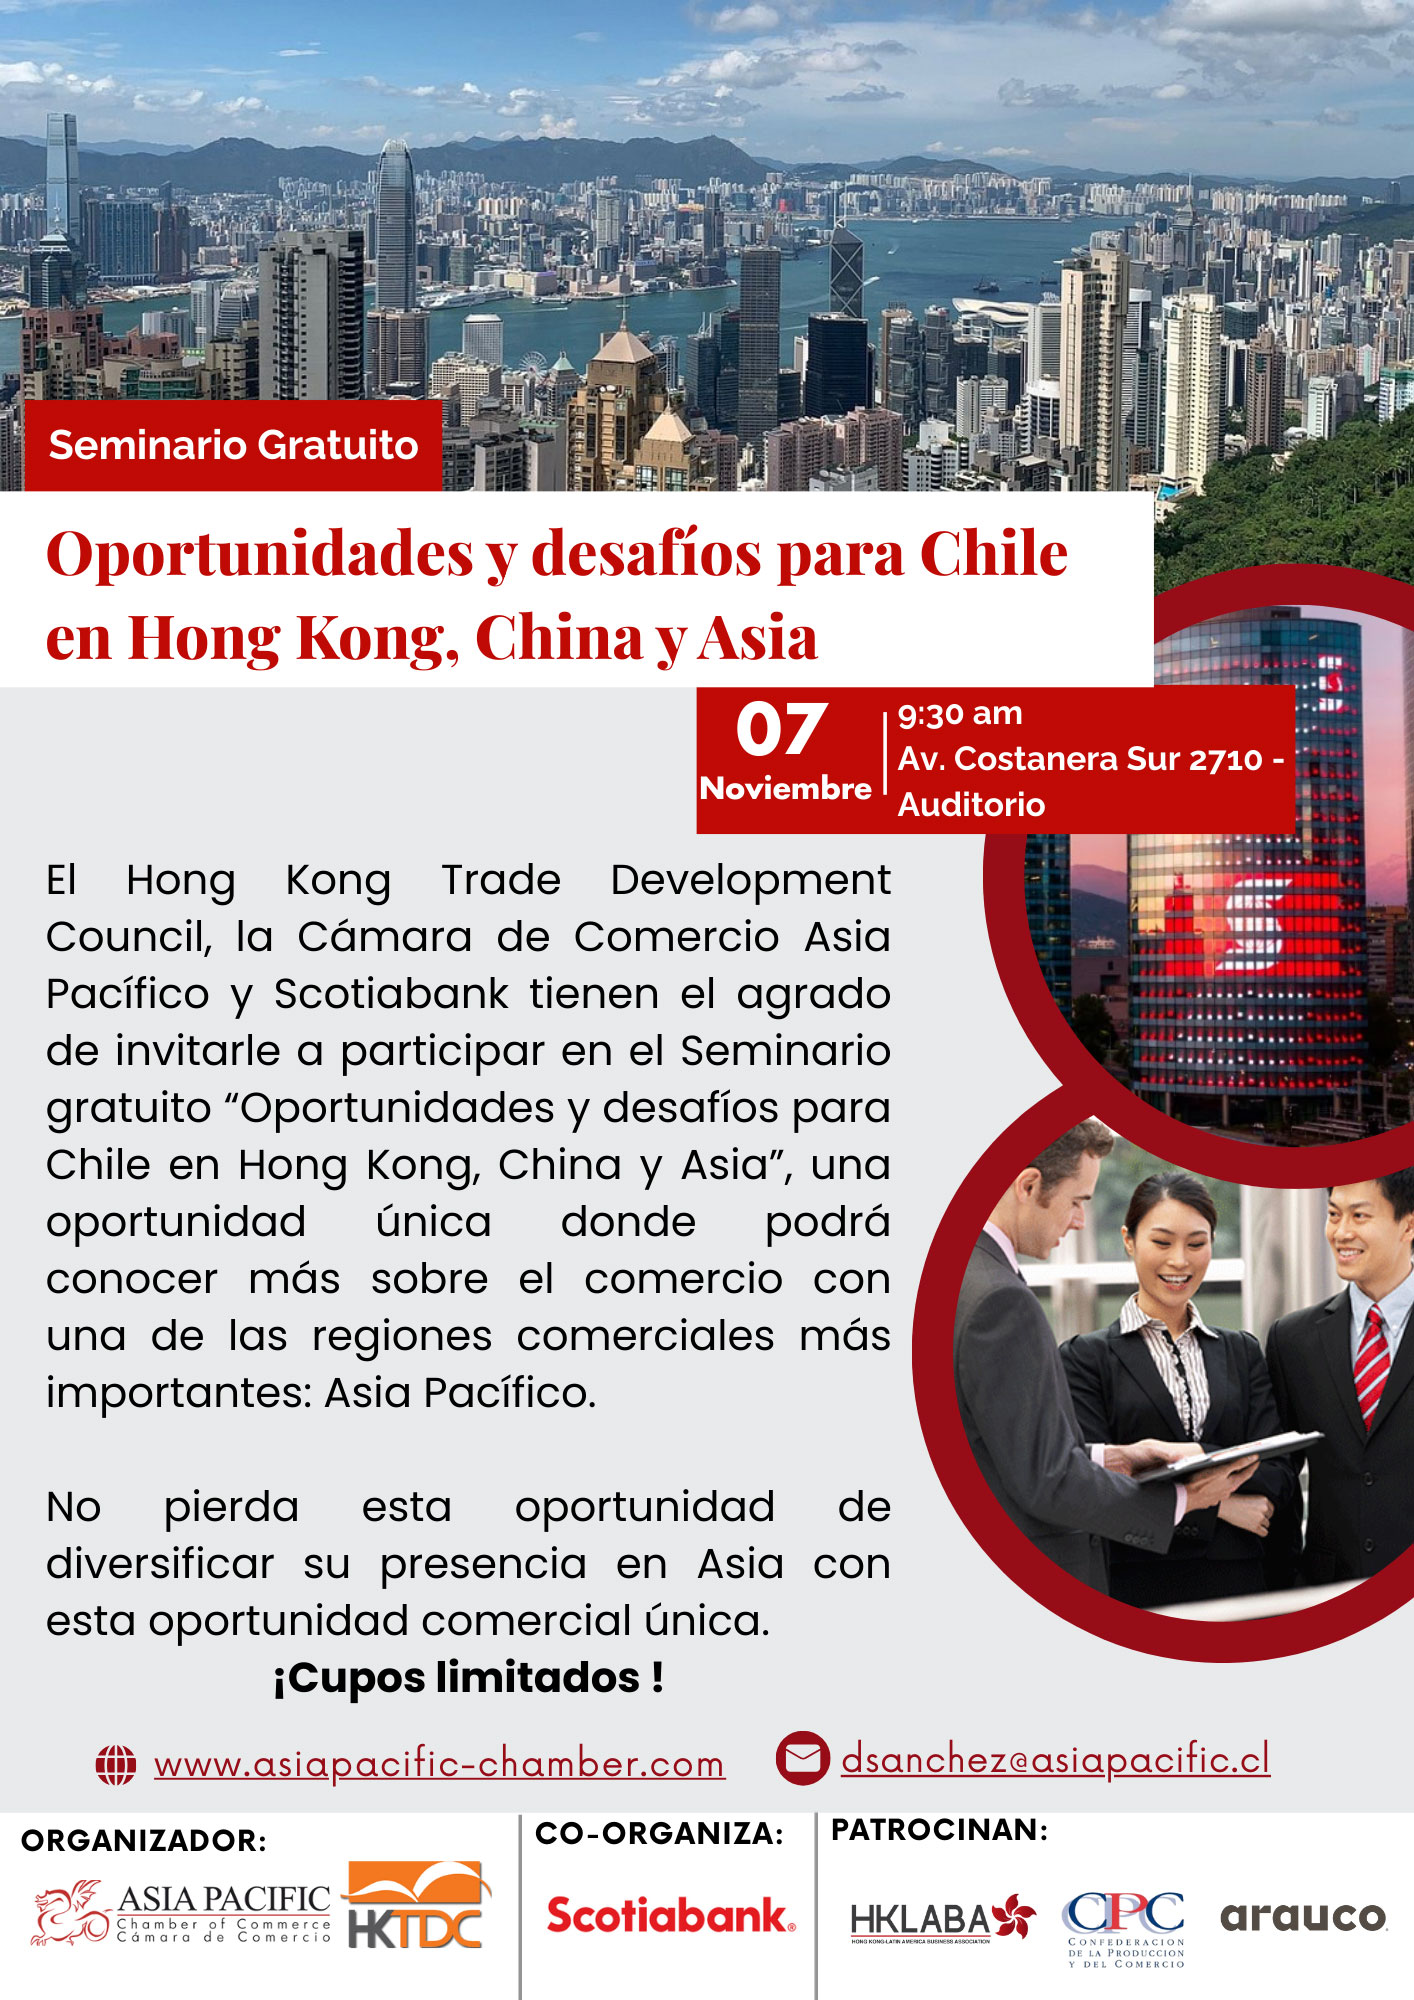 Seminario Gratuito
Oportunidades y desafíos para Chile
en Hong Kong, China y Asia
07
Noviembre
9:30 am
Av. Costanera Sur 2710 -
Auditorio
El Hong Kong Trade Development
Council, la Cámara de Comercio Asia
Pacífico y Scotiabank tienen el agrado
de invitarle a participar en el Seminario
gratuito “Oportunidades y desafíos para
Chile en Hong Kong, China y Asia”, una
oportunidad única donde podrá
conocer más sobre el comercio con
una de las regiones comerciales más
importantes: Asia Pacífico.
No pierda esta oportunidad de
diversificar su presencia en Asia con
esta oportunidad comercial única.
¡Cupos limitados !
www.asiapacific-chamber.com
dsanchez@asiapacific.cl
ORGANIZADOR:
ASIA PACIFIC
Chamber of Commerce
Cámara de Comercio
HKTDC
CO-ORGANIZA:
Scotiabank®
PATROCINAN:
HKLABA
HONG KONG-LATIN AMERICA BUSINESS ASSOCIATION
CPC
CONFEDERACION
DE LA PRODUCCION
Y DEL COMERCIO
arauco